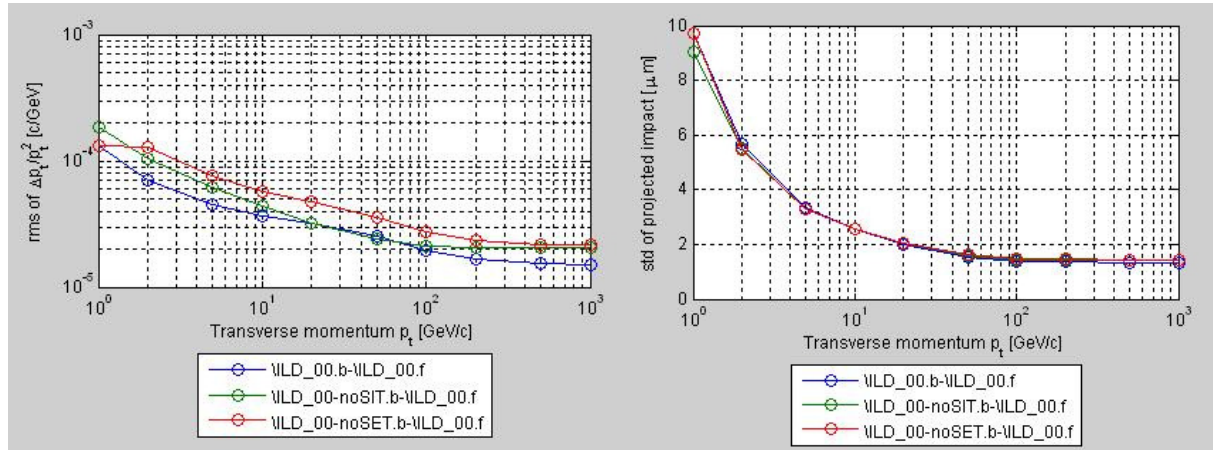 10^-3
10^-4
10^-5
rms of Δp_t/p_t^2 [c/GeV]
10^0
10^1
10^2
10^3
Transverse momentum p_t [GeV/c]
\ILD_00.b-\ILD_00.f
\ILD_00-noSIT.b-\ILD_00.f
\ILD_00-noSET.b-\ILD_00.f
10
8
6
4
2
0
std of projected impact [μm]
10^0
10^1
10^2
10^3
Transverse momentum p_t [GeV/c]
\ILD_00.b-\ILD_00.f
\ILD_00-noSIT.b-\ILD_00.f
\ILD_00-noSET.b-\ILD_00.f